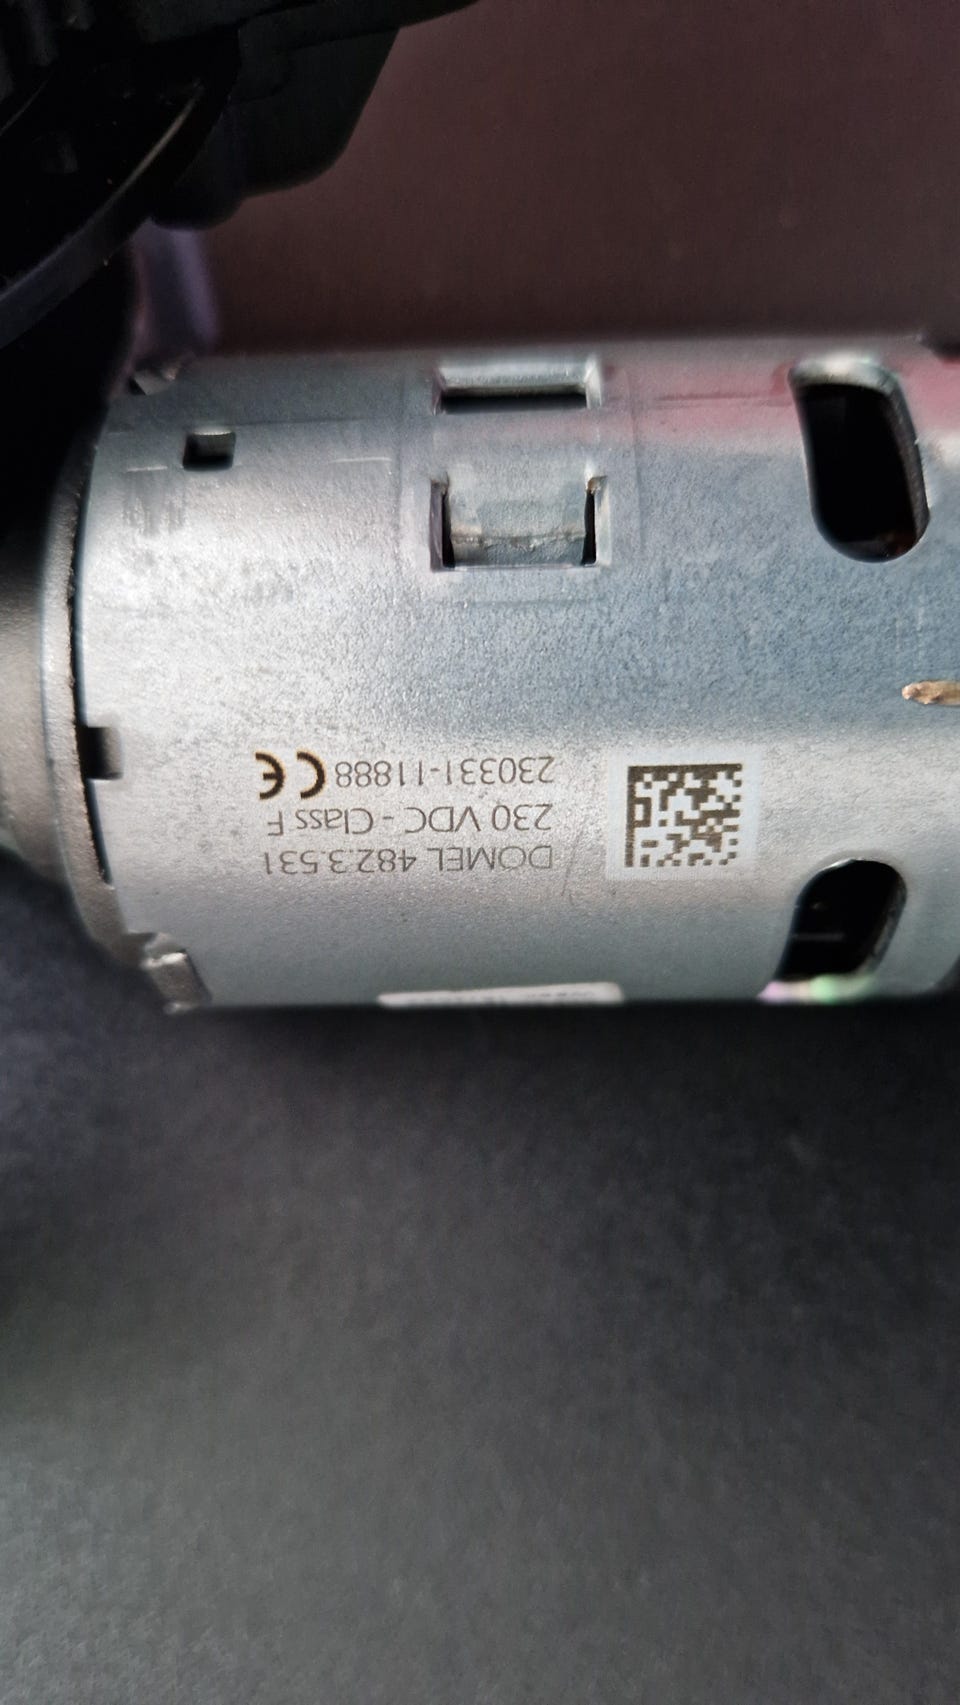 DOMEL 482.3.531
230 VDC - Class F
230331-11888 CE